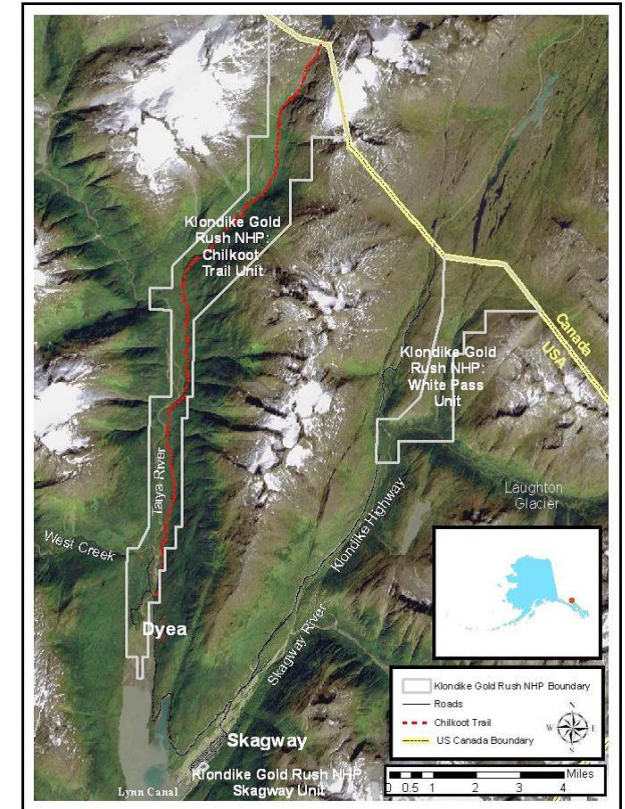 Klondike Gold
Rush NHP:
Chilkoot
Trail Unit
Canada
USA
Klondike Gold
Rush NHP:
White Pass
Unit
Taiya River
Laughton
Glacier
West Creek
Klondike Highway
Dyea
Skagway River
Skagway
Klondike Gold Rush NHP:
Skagway Unit
Lynn Canal
Klondike Gold Rush NHP Boundary
Roads
Chilkoot Trail
US Canada Boundary
N
W E
S
Miles
0 0.5 1 2 3 4